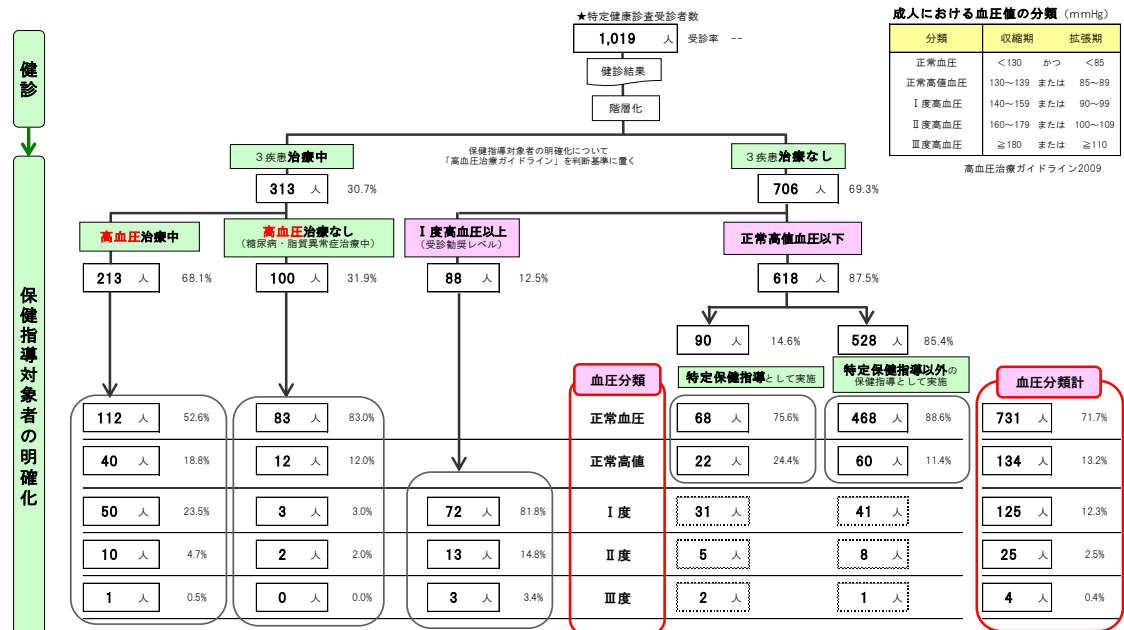 ★特定健康診査受診者数
1,019 人 受診率 --
健診結果
階層化
成人における血圧値の分類（mmHg）
分類 収縮期 拡張期
正常血圧 ＜130 かつ ＜85
正常高値血圧 130～139 または 85～89
Ⅰ度高血圧 140～159 または 90～99
Ⅱ度高血圧 160～179 または 100～109
Ⅲ度高血圧 ≧180 または ≧110
高血圧治療ガイドライン2009
健診
保健指導対象者の明確化
保健指導対象者の明確化について
「高血圧治療ガイドライン」を判断基準に置く
３疾患治療中
313 人 30.7%
３疾患治療なし
706 人 69.3%
高血圧治療中
213 人 68.1%
高血圧治療なし
（糖尿病・脂質異常症治療中）
100 人 31.9%
Ⅰ度高血圧以上
（受診勧奨レベル）
88 人 12.5%
正常高値血圧以下
618 人 87.5%
90 人 14.6%
528 人 85.4%
血圧分類
特定保健指導として実施
特定保健指導以外の
保健指導として実施
血圧分類計
112 人 52.6% 83 人 83.0% 正常血圧 68 人 75.6% 468 人 88.6% 731 人 71.7%
40 人 18.8% 12 人 12.0% 正常高値 22 人 24.4% 60 人 11.4% 134 人 13.2%
50 人 23.5% 3 人 3.0% 72 人 81.8% Ⅰ度 31 人 41 人 125 人 12.3%
10 人 4.7% 2 人 2.0% 13 人 14.8% Ⅱ度 5 人 8 人 25 人 2.5%
1 人 0.5% 0 人 0.0% 3 人 3.4% Ⅲ度 2 人 1 人 4 人 0.4%